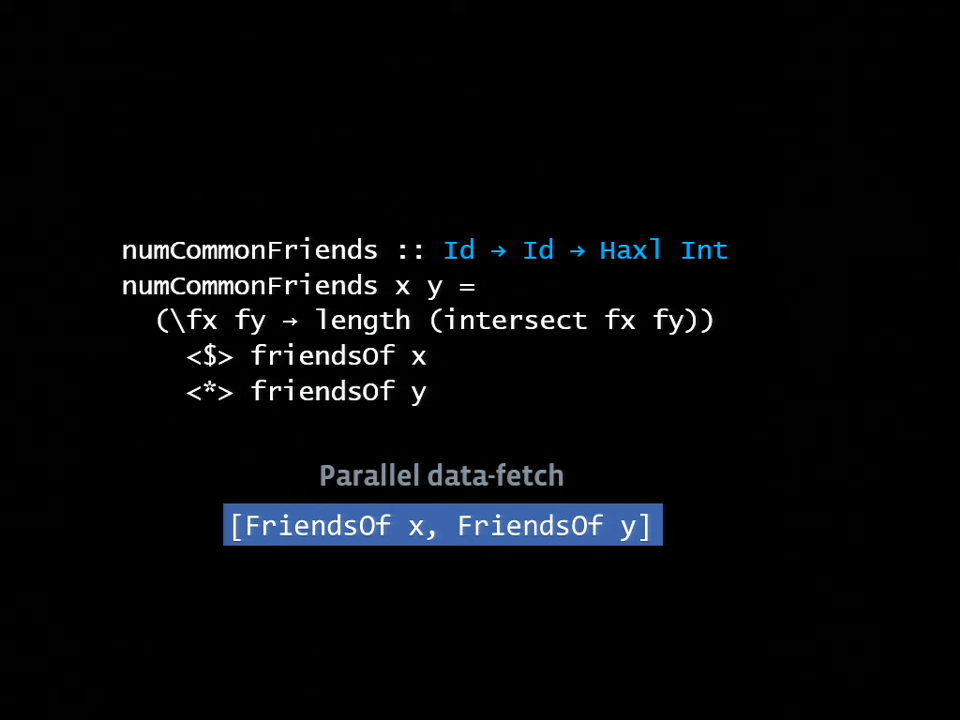 numCommonFriends :: Id → Id → Haxl Int
numCommonFriends x y =
(\fx fy → length (intersect fx fy))
<$> friendsOf x
<*> friendsOf y
Parallel data-fetch
[FriendsOf x, FriendsOf y]